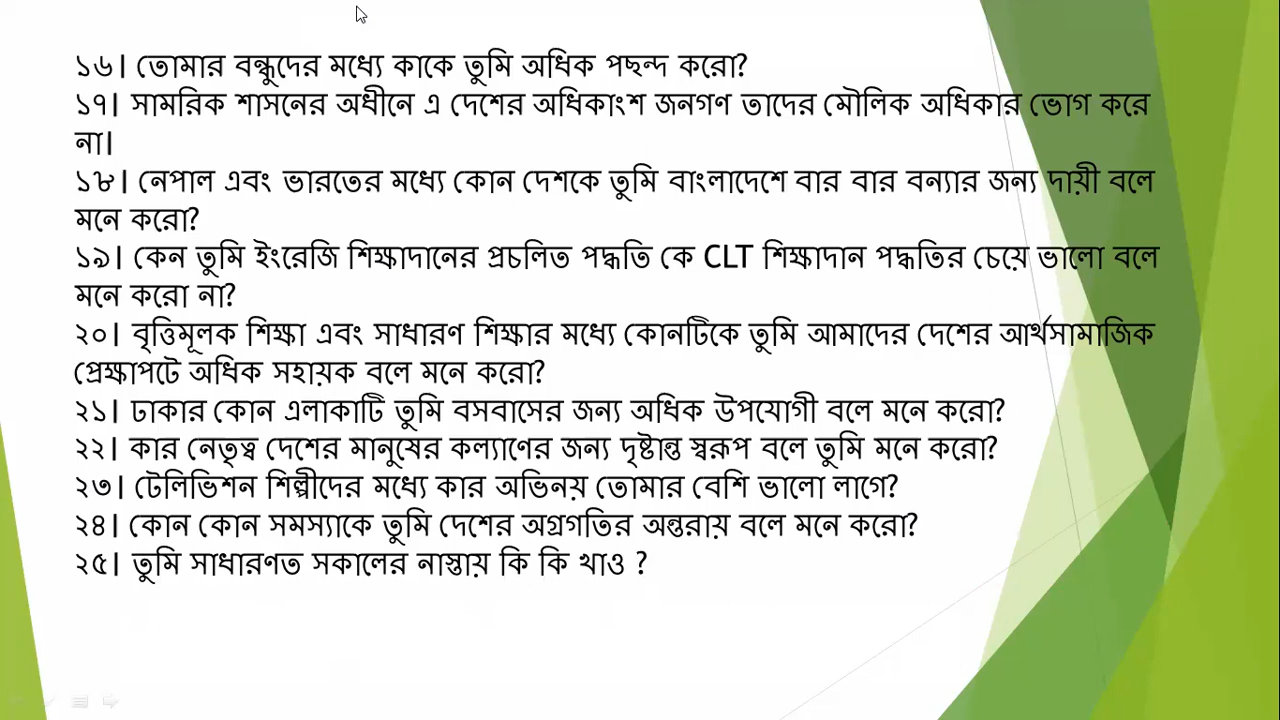 ১৬। তোমার বন্ধুদের মধ্যে কাকে তুমি অধিক পছন্দ করো?
১৭। সামরিক শাসনের অধীনে এ দেশের অধিকাংশ জনগণ তাদের মৌলিক অধিকার ভোগ করে
না।
১৮। নেপাল এবং ভারতের মধ্যে কোন দেশকে তুমি বাংলাদেশে বার বার বন্যার জন্য দায়ী বলে
মনে করো?
১৯। কেন তুমি ইংরেজি শিক্ষাদানের প্রচলিত পদ্ধতি কে CLT শিক্ষাদান পদ্ধতির চেয়ে ভালো বলে
মনে করো না?
২০। বৃত্তিমূলক শিক্ষা এবং সাধারণ শিক্ষার মধ্যে কোনটিকে তুমি আমাদের দেশের আর্থসামাজিক
প্রেক্ষাপটে অধিক সহায়ক বলে মনে করো?
২১। ঢাকার কোন এলাকাটি তুমি বসবাসের জন্য অধিক উপযোগী বলে মনে করো?
২২। কার নেতৃত্ব দেশের মানুষের কল্যাণের জন্য দৃষ্টান্ত স্বরূপ বলে তুমি মনে করো?
২৩। টেলিভিশন শিল্পীদের মধ্যে কার অভিনয় তোমার বেশি ভালো লাগে?
২৪। কোন কোন সমস্যাকে তুমি দেশের অগ্রগতির অন্তরায় বলে মনে করো?
২৫। তুমি সাধারণত সকালের নাস্তায় কি কি খাও ?